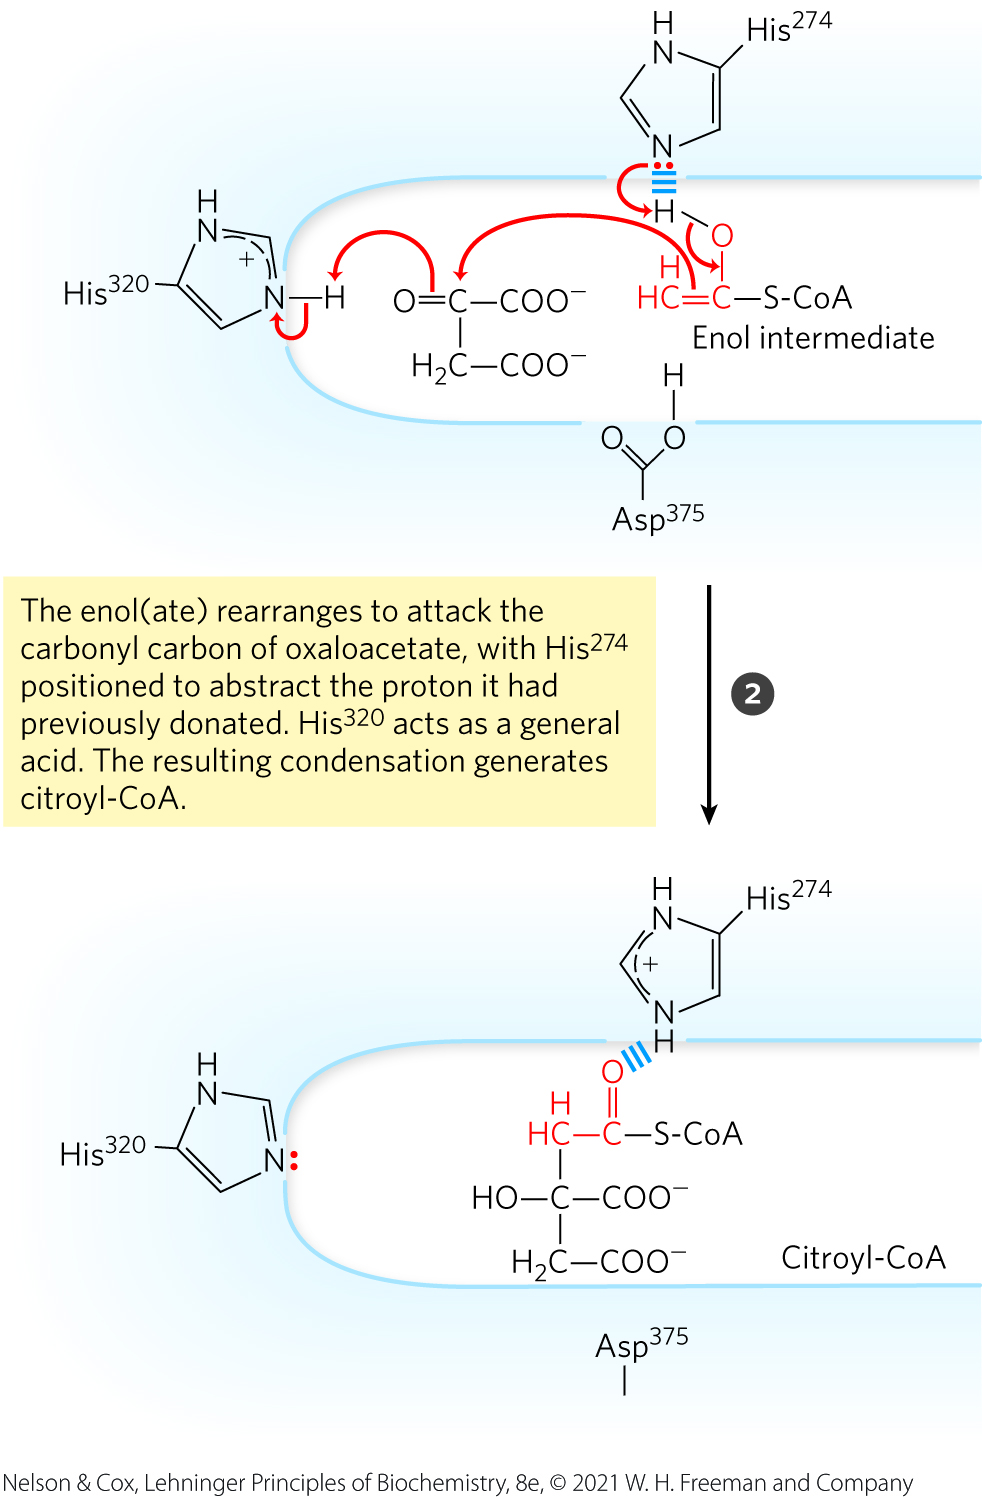 H
His274
N
N
H
H
N
+
O
H
His320
N—H
O=C—COO−
HC=C—S-CoA
Enol intermediate
H2C—COO−
H
O
O
Asp375
The enol(ate) rearranges to attack the
carbonyl carbon of oxaloacetate, with His274
positioned to abstract the proton it had
previously donated. His320 acts as a general
acid. The resulting condensation generates
citroyl-CoA.
2
H
His274
N
+
N
H
H
N
O
H
His320
N:
HC—C—S-CoA
HO—C—COO−
H2C—COO−
Citroyl-CoA
Asp375
Nelson & Cox, Lehninger Principles of Biochemistry, 8e, © 2021 W. H. Freeman and Company